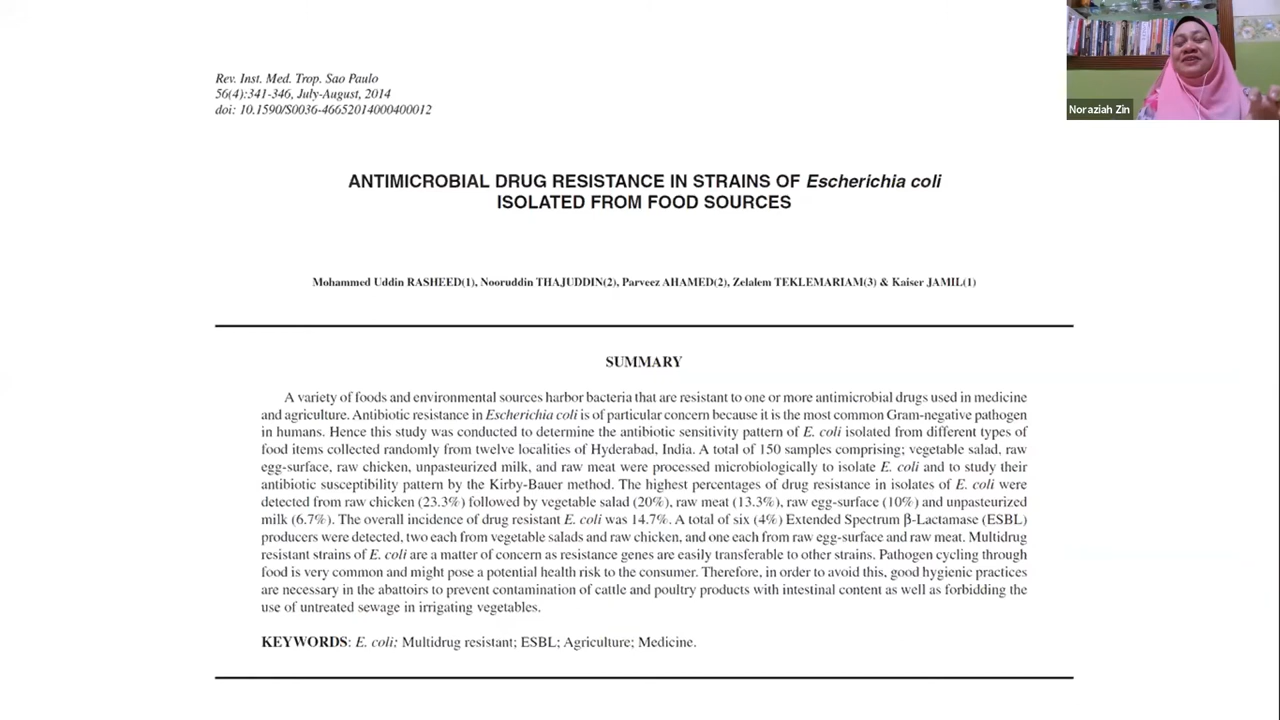 Rev. Inst. Med. Trop. Sao Paulo
56(4):341-346, July-August, 2014
doi: 10.1590/S0036-46652014000400012
Noraziah Zin
ANTIMICROBIAL DRUG RESISTANCE IN STRAINS OF Escherichia coli
ISOLATED FROM FOOD SOURCES
Mohammed Uddin RASHEED(1), Nooruddin THAJUDDIN(2), Parveez AHAMED(2), Zelalem TEKLEMARIAM(3) & Kaiser JAMIL(1)
SUMMARY
A variety of foods and environmental sources harbor bacteria that are resistant to one or more antimicrobial drugs used in medicine
and agriculture. Antibiotic resistance in Escherichia coli is of particular concern because it is the most common Gram-negative pathogen
in humans. Hence this study was conducted to determine the antibiotic sensitivity pattern of E. coli isolated from different types of
food items collected randomly from twelve localities of Hyderabad, India. A total of 150 samples comprising; vegetable salad, raw
egg-surface, raw chicken, unpasteurized milk, and raw meat were processed microbiologically to isolate E. coli and to study their
antibiotic susceptibility pattern by the Kirby-Bauer method. The highest percentages of drug resistance in isolates of E. coli were
detected from raw chicken (23.3%) followed by vegetable salad (20%), raw meat (13.3%), raw egg-surface (10%) and unpasteurized
milk (6.7%). The overall incidence of drug resistant E. coli was 14.7%. A total of six (4%) Extended Spectrum β-Lactamase (ESBL)
producers were detected, two each from vegetable salads and raw chicken, and one each from raw egg-surface and raw meat. Multidrug
resistant strains of E. coli are a matter of concern as resistance genes are easily transferable to other strains. Pathogen cycling through
food is very common and might pose a potential health risk to the consumer. Therefore, in order to avoid this, good hygienic practices
are necessary in the abattoirs to prevent contamination of cattle and poultry products with intestinal content as well as forbidding the
use of untreated sewage in irrigating vegetables.
KEYWORDS: E. coli; Multidrug resistant; ESBL; Agriculture; Medicine.